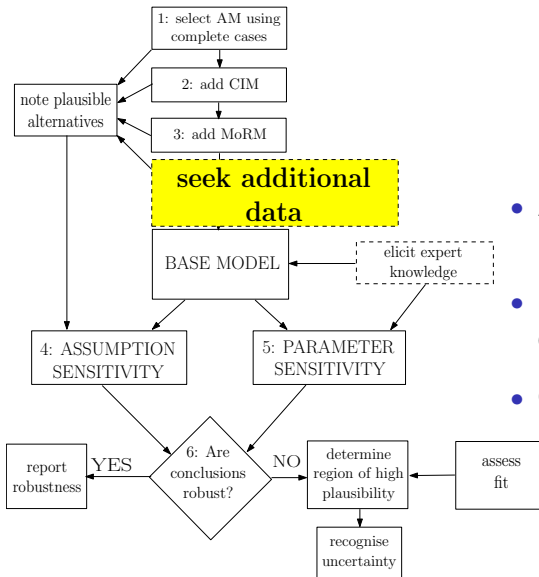 1: select AM using
complete cases
2: add CIM
note plausible
alternatives
3: add MoRM
seek additional
data
BASE MODEL
elicit expert
knowledge
4: ASSUMPTION
SENSITIVITY
5: PARAMETER
SENSITIVITY
6: Are
conclusions
robust?
YES
NO
report
robustness
determine
region of high
plausibility
assess
fit
recognise
uncertainty